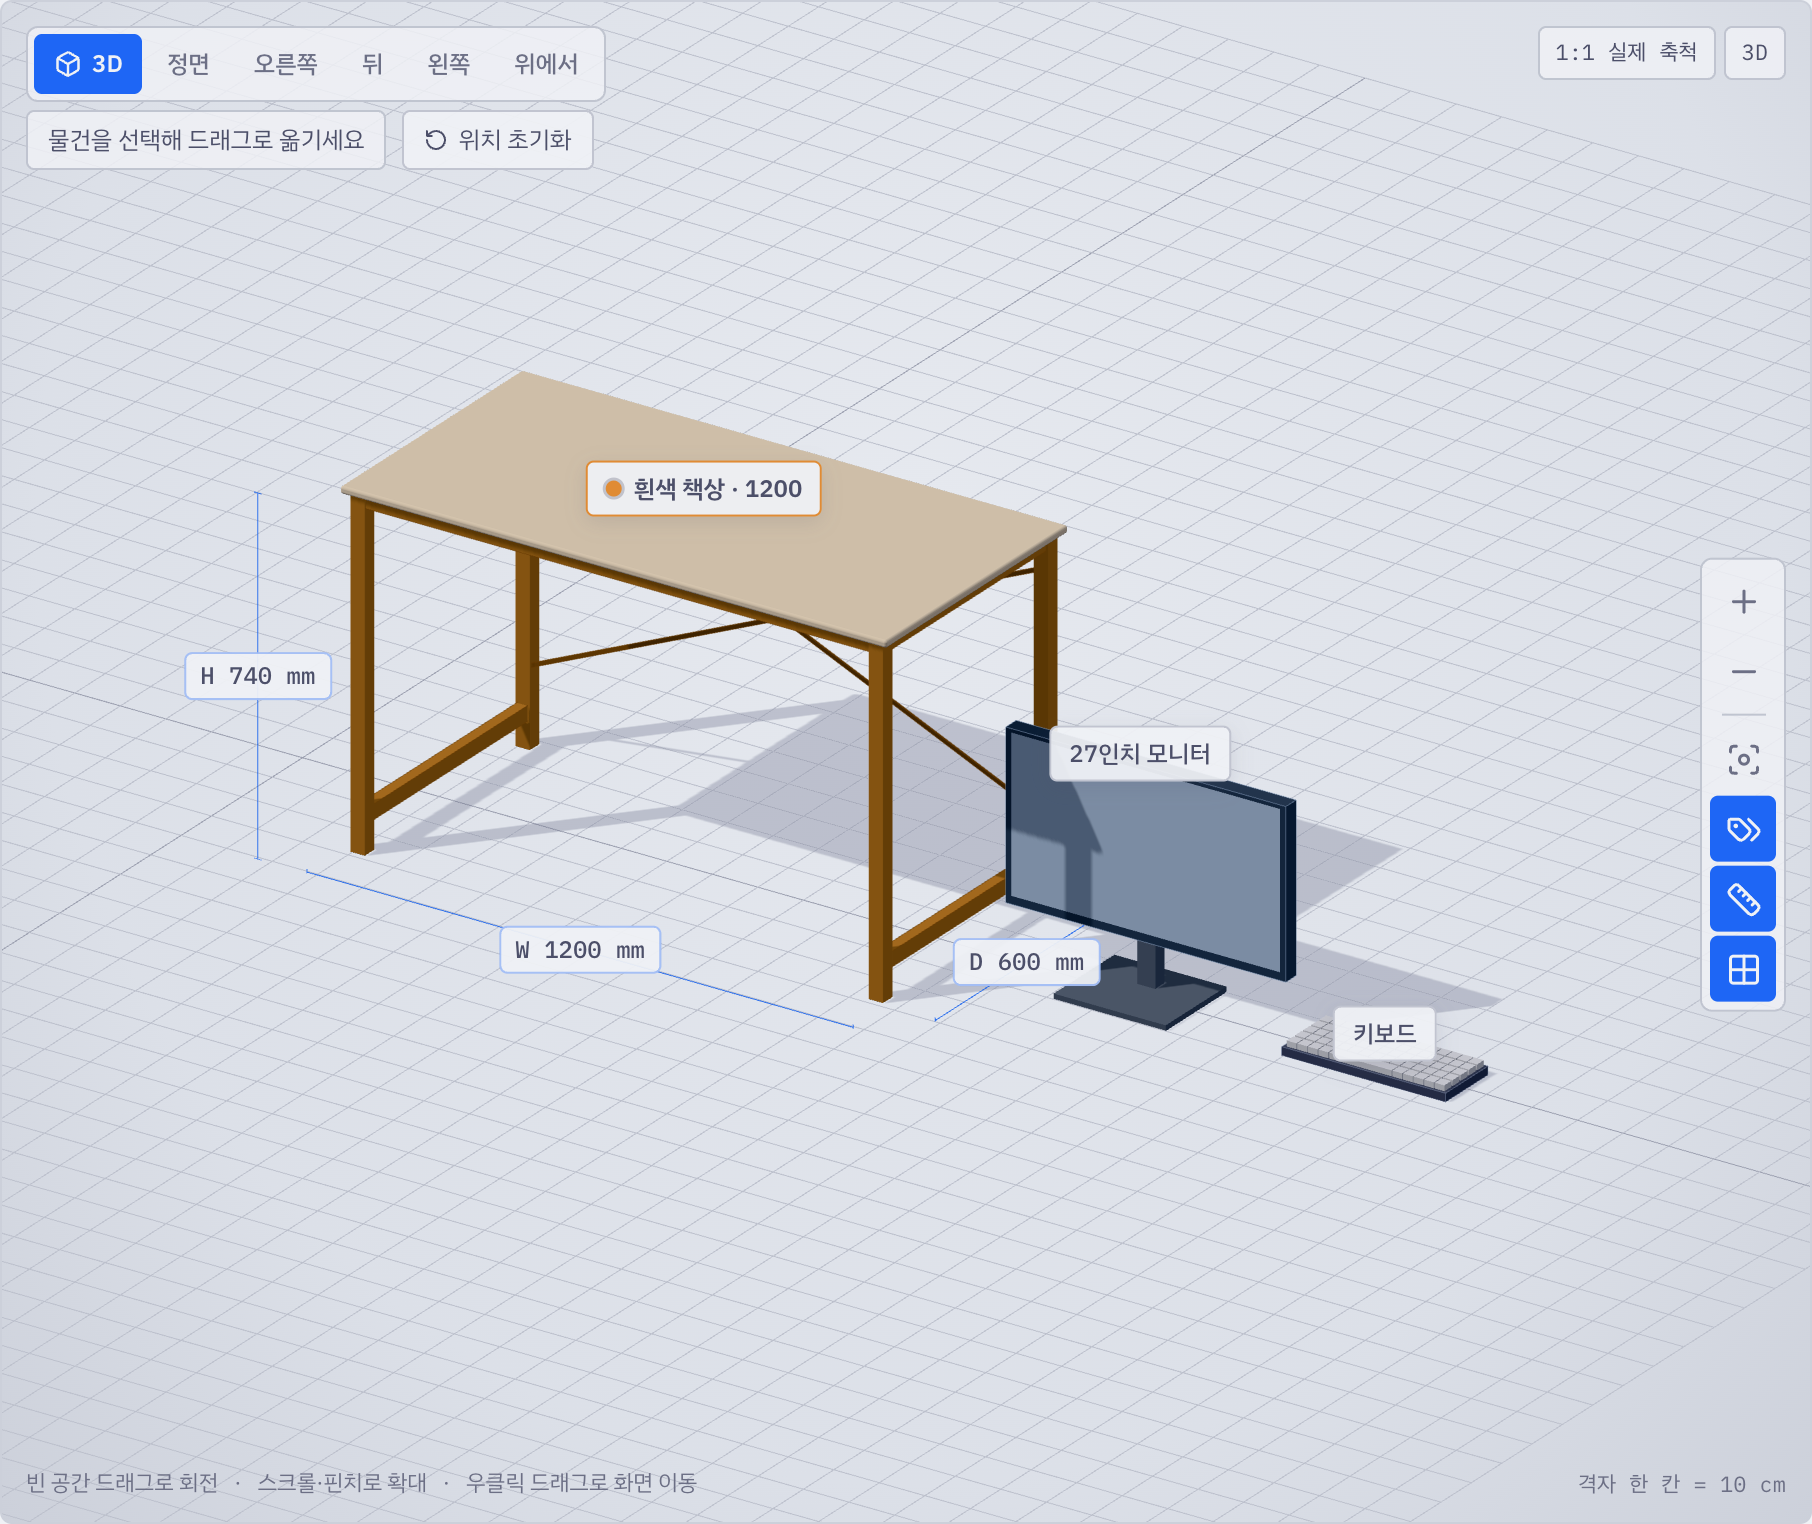 3D 정면 오른쪽 뒤 왼쪽 위에서
1:1 실제 축척 3D
물건을 선택해 드래그로 옮기세요 위치 초기화
흰색 책상 · 1200
H 740 mm
27인치 모니터
W 1200 mm
D 600 mm
키보드
빈 공간 드래그로 회전 · 스크롤·핀치로 확대 · 우클릭 드래그로 화면 이동
격자 한 칸 = 10 cm